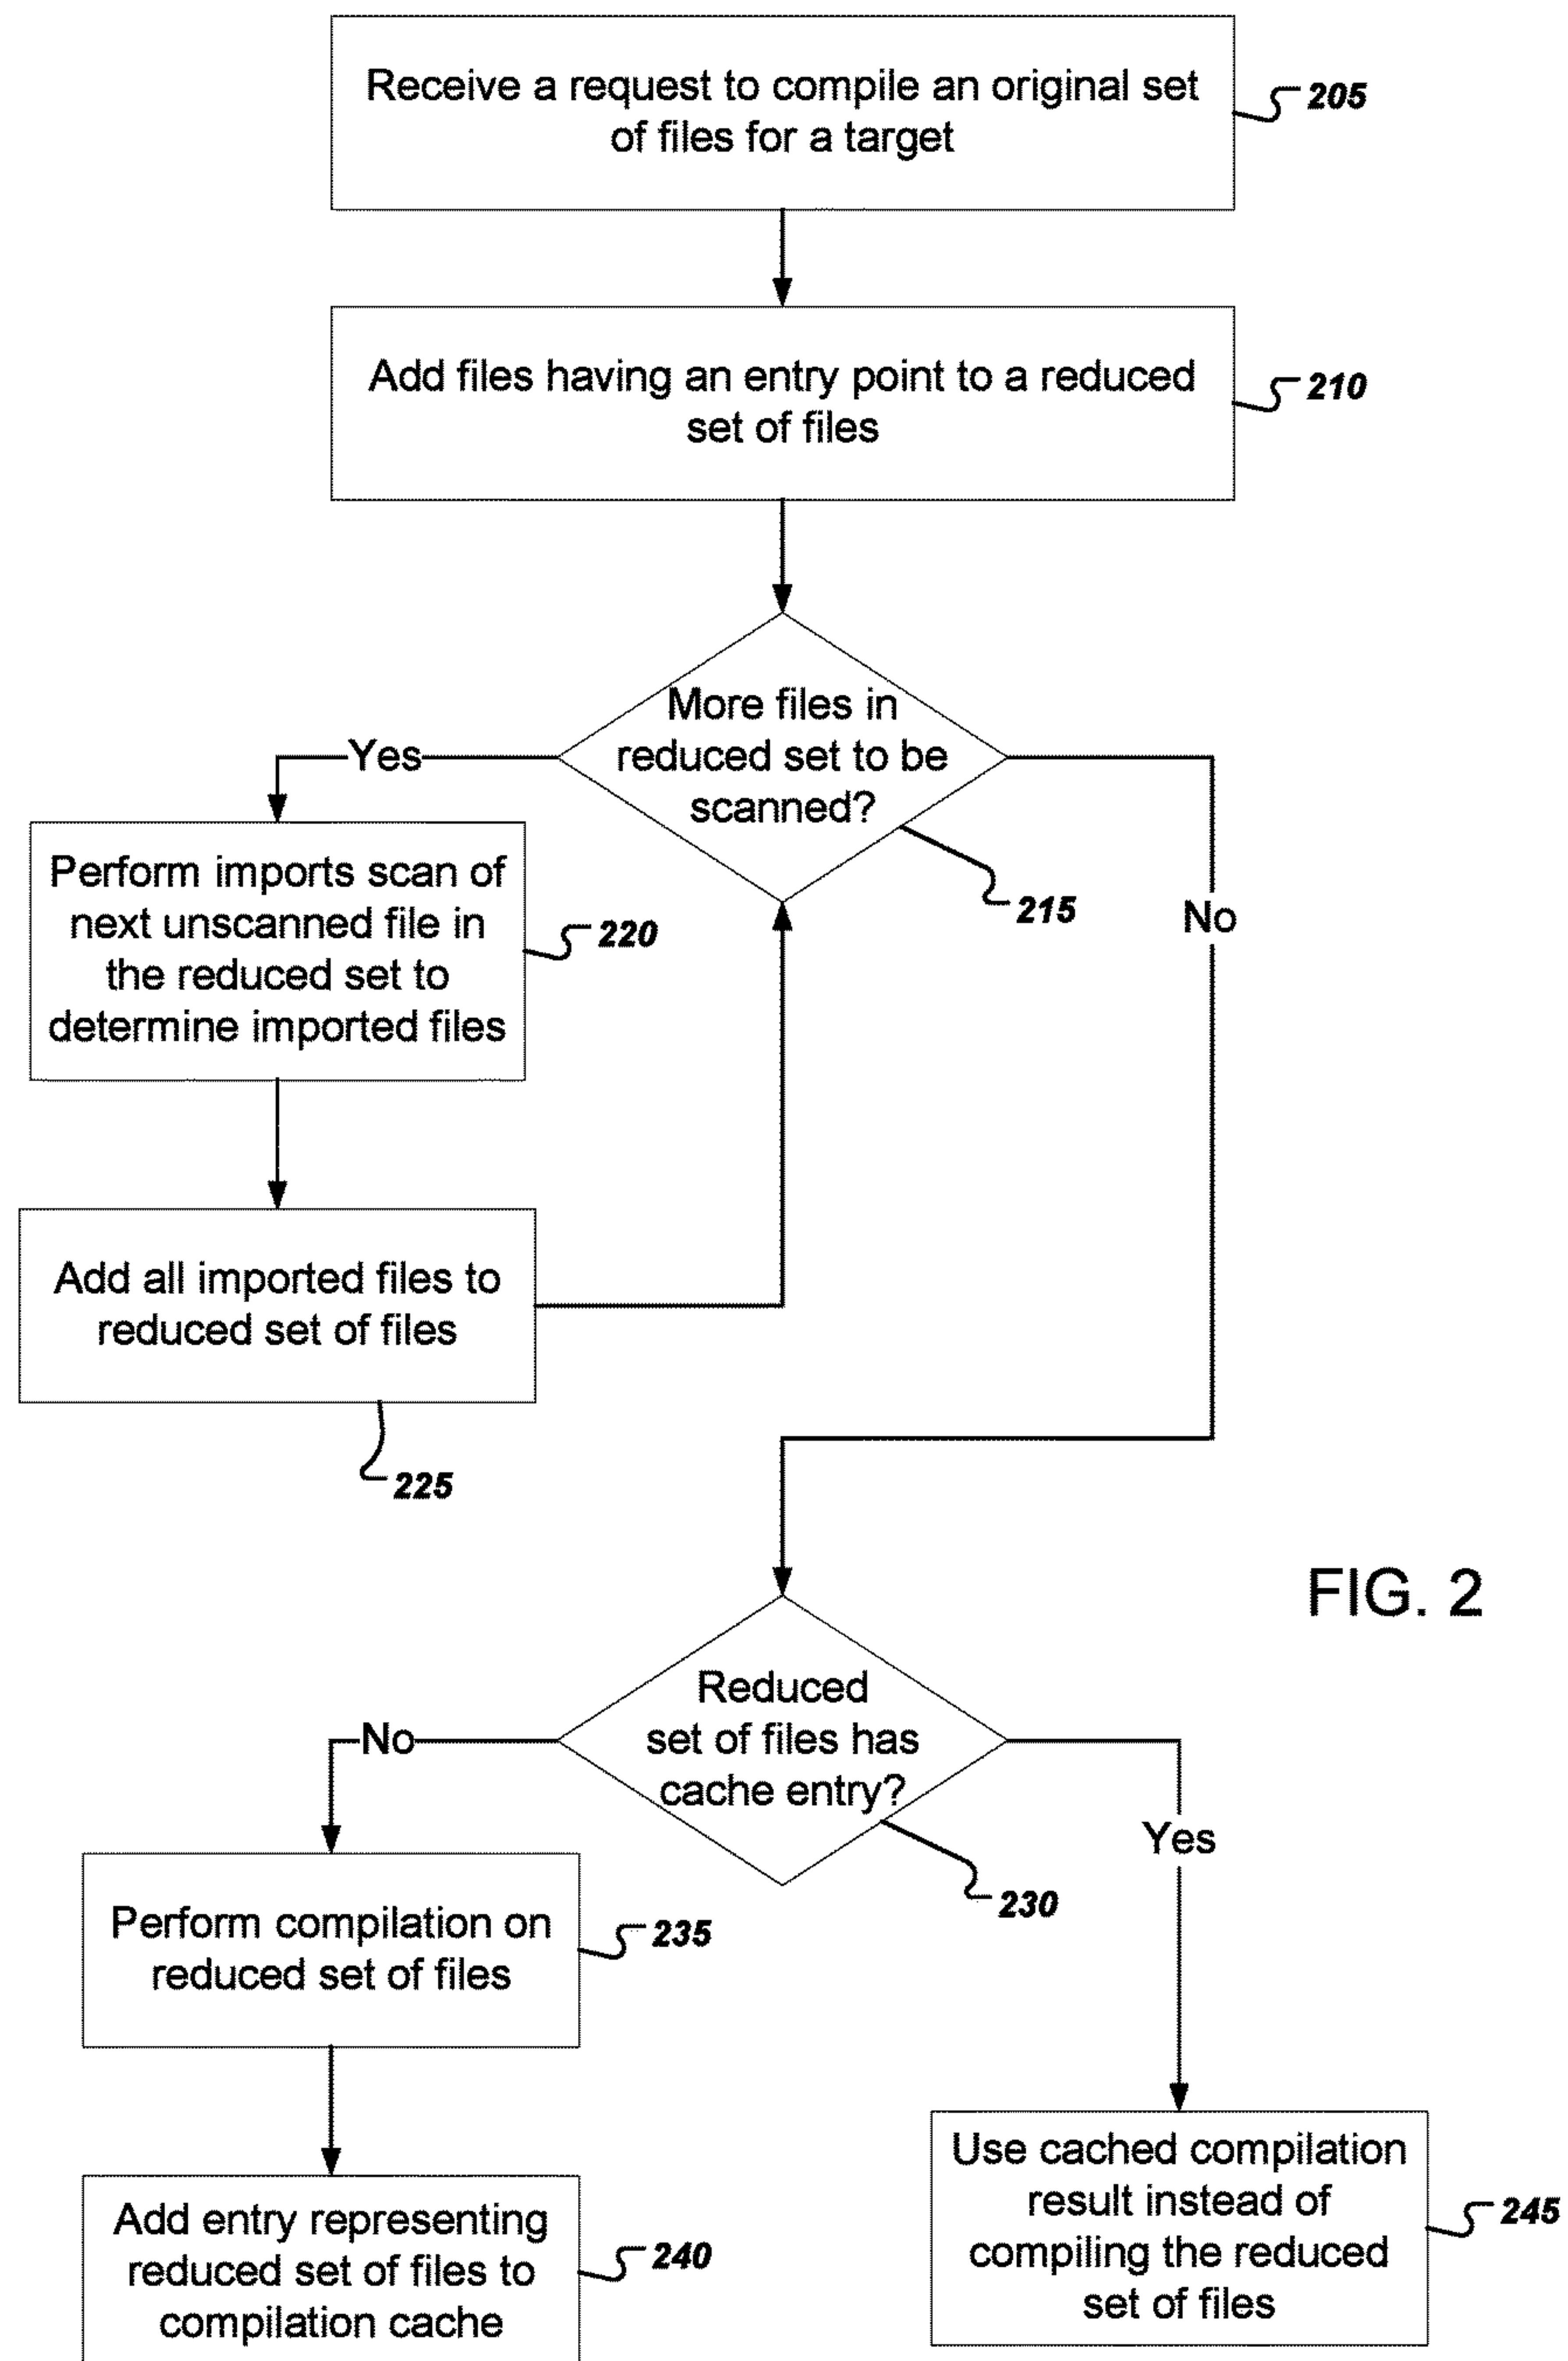 Receive a request to compile an original set
of files for a target
205
Add files having an entry point to a reduced
set of files
210
More files in
reduced set to be
scanned?
215
Yes
No
Perform imports scan of
next unscanned file in
the reduced set to
determine imported files
220
Add all imported files to
reduced set of files
225
FIG. 2
Reduced
set of files has
cache entry?
230
No
Yes
Perform compilation on
reduced set of files
235
Add entry representing
reduced set of files to
compilation cache
240
Use cached compilation
result instead of
compiling the reduced
set of files
245